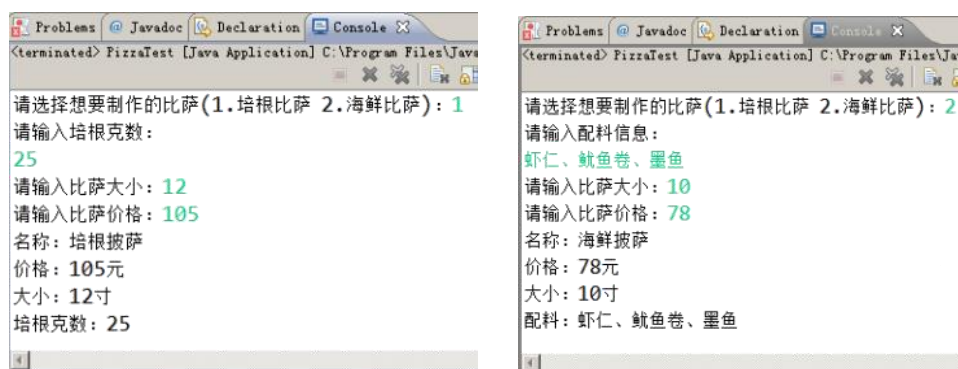 Problems @ Javadoc Declaration Console
<terminated> PizzaTest [Java Application] C:\Program Files\Java
请选择想要制作的比萨(1.培根比萨 2.海鲜比萨)：1
请输入培根克数：
25
请输入比萨大小：12
请输入比萨价格：105
名称：培根披萨
价格：105元
大小：12寸
培根克数：25
Problems @ Javadoc Declaration Console
<terminated> PizzaTest [Java Application] C:\Program Files\Jav
请选择想要制作的比萨(1.培根比萨 2.海鲜比萨)：2
请输入配料信息：
虾仁、鱿鱼卷、墨鱼
请输入比萨大小：10
请输入比萨价格：78
名称：海鲜披萨
价格：78元
大小：10寸
配料：虾仁、鱿鱼卷、墨鱼